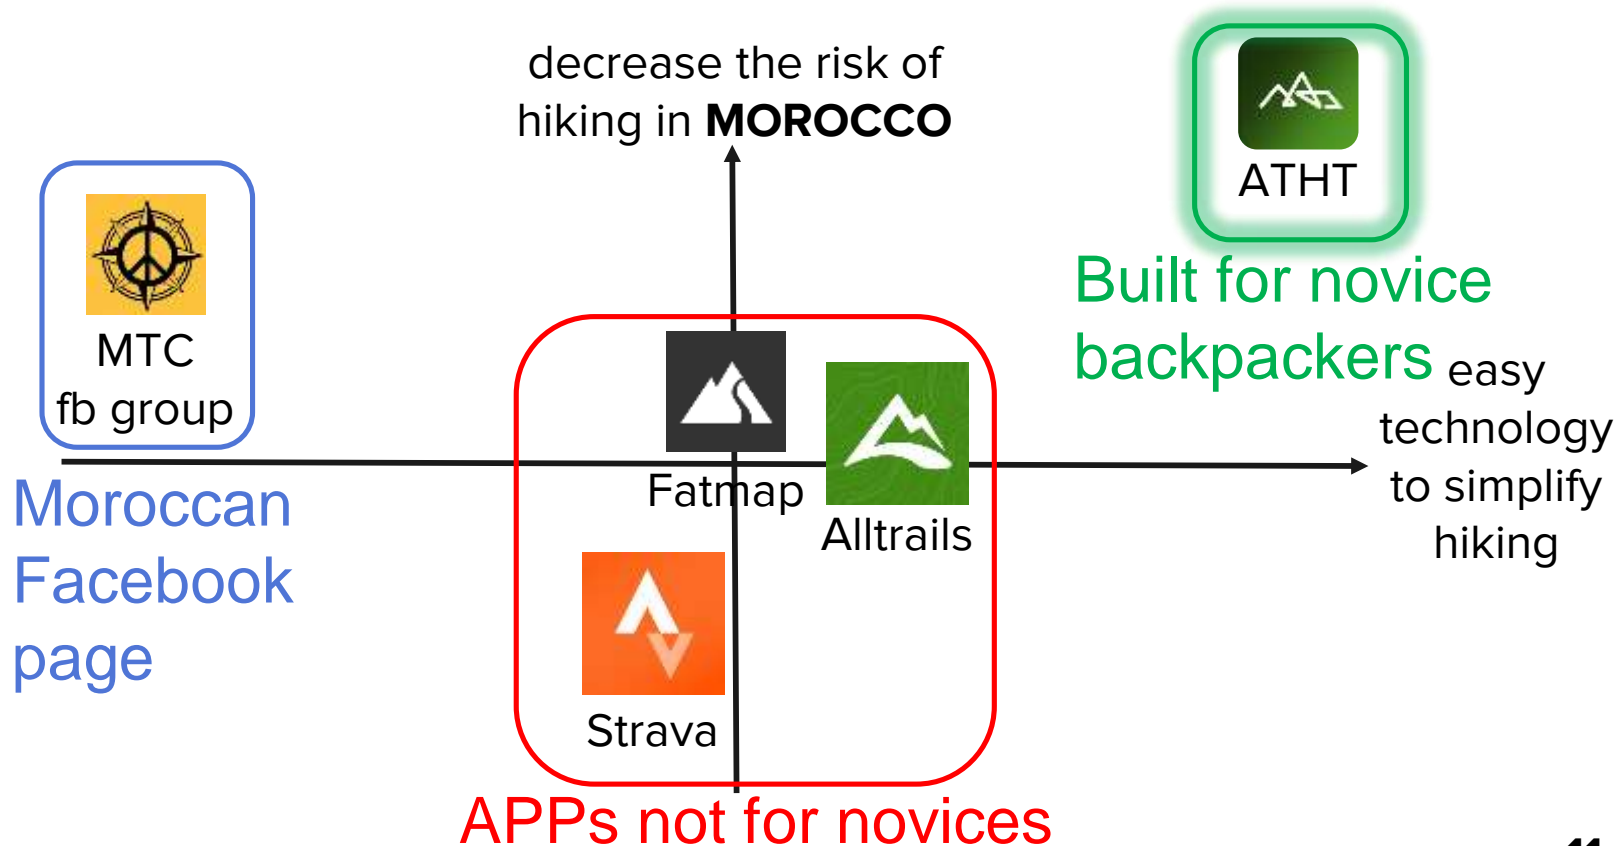 decrease the risk of
hiking in MOROCCO
ATHT
MTC
fb group
Built for novice
backpackers
easy
technology
to simplify
hiking
Fatmap
Alltrails
Moroccan
Facebook
page
Strava
APPs not for novices